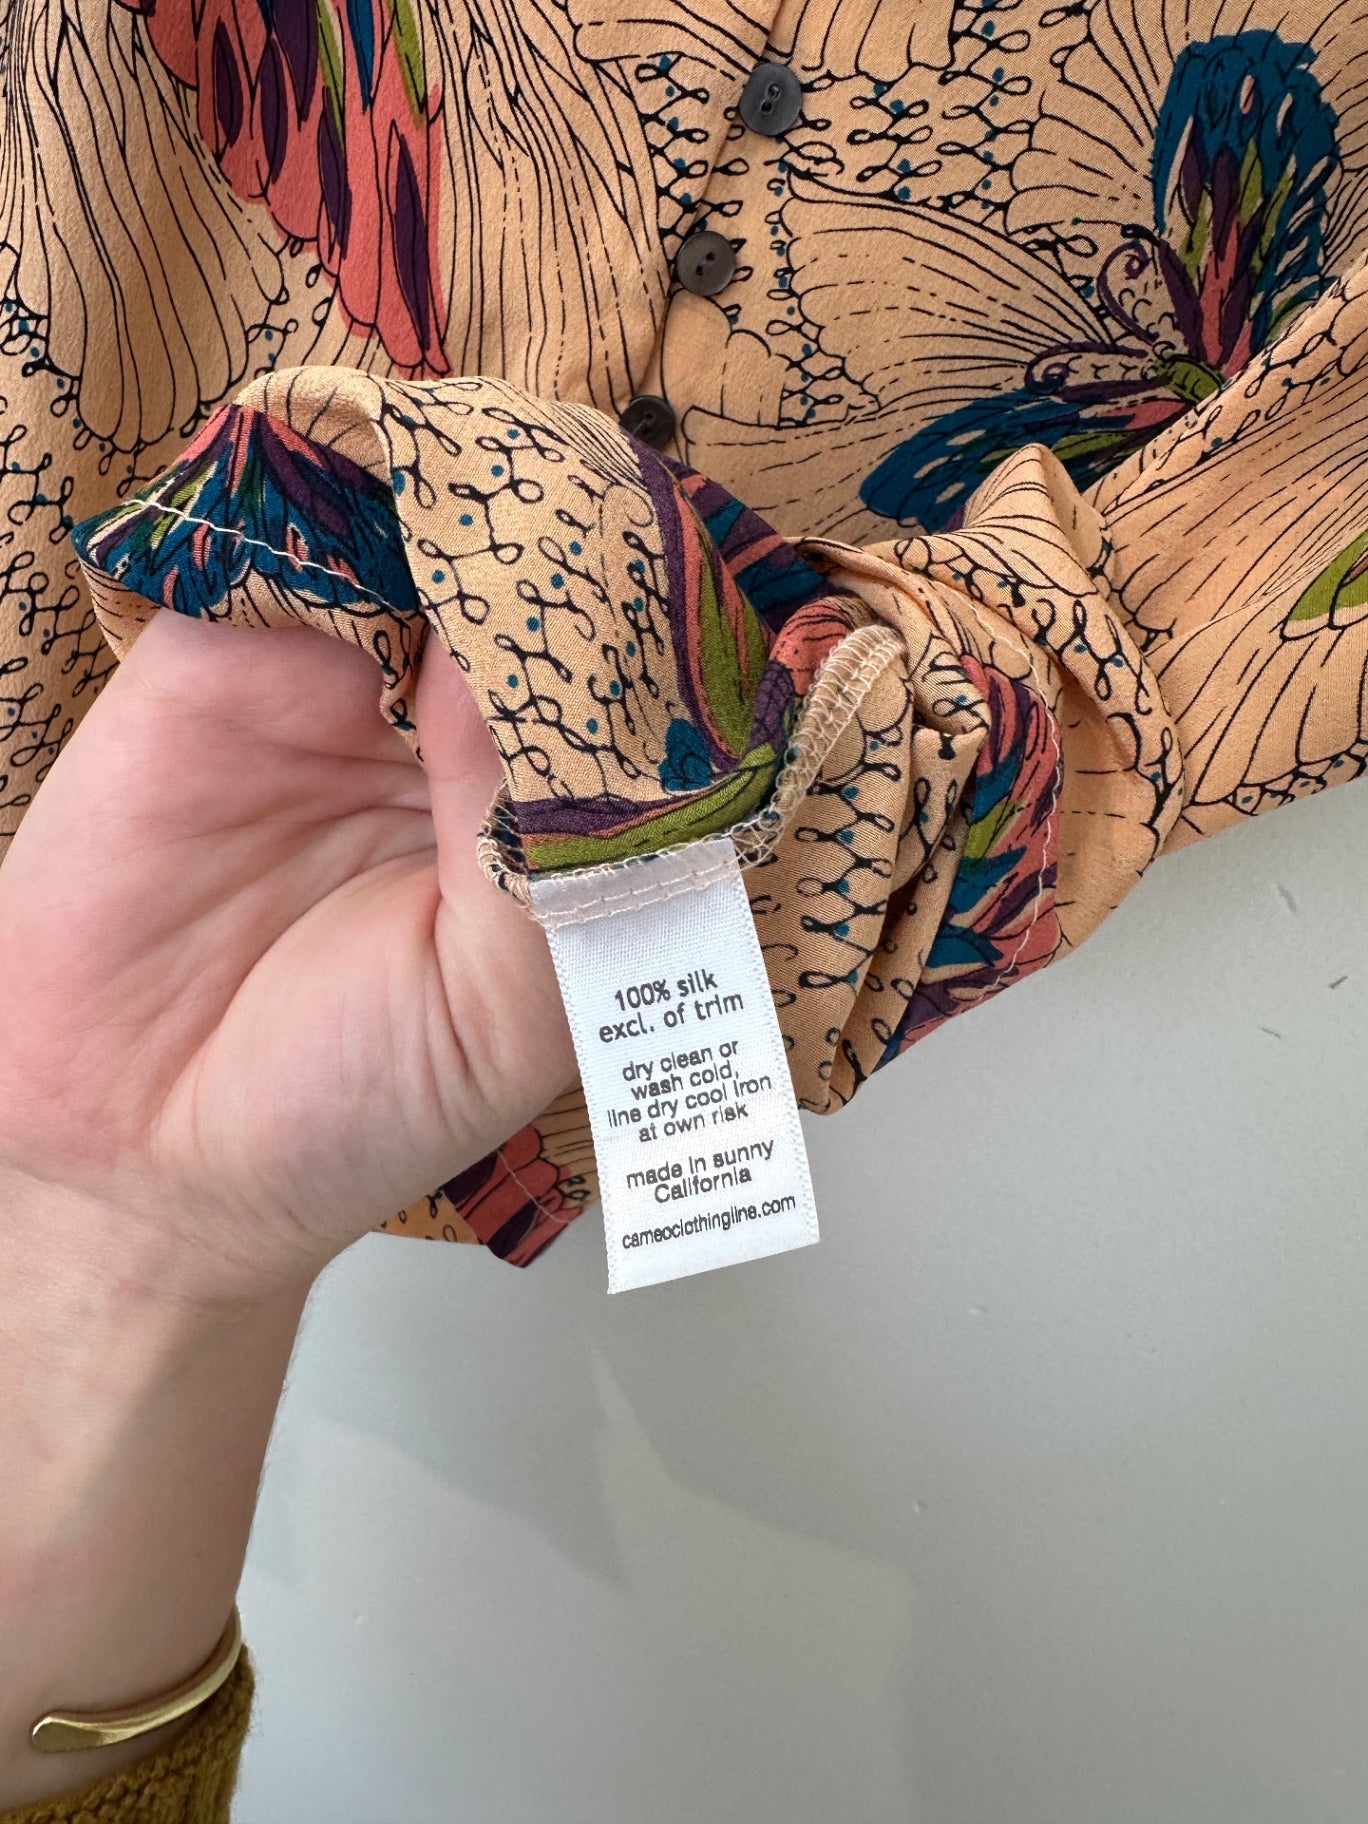 100% silk
excl. of trim
dry clean or
wash cold,
line dry cool iron
at own risk
made in sunny
California
cameoclothingline.com